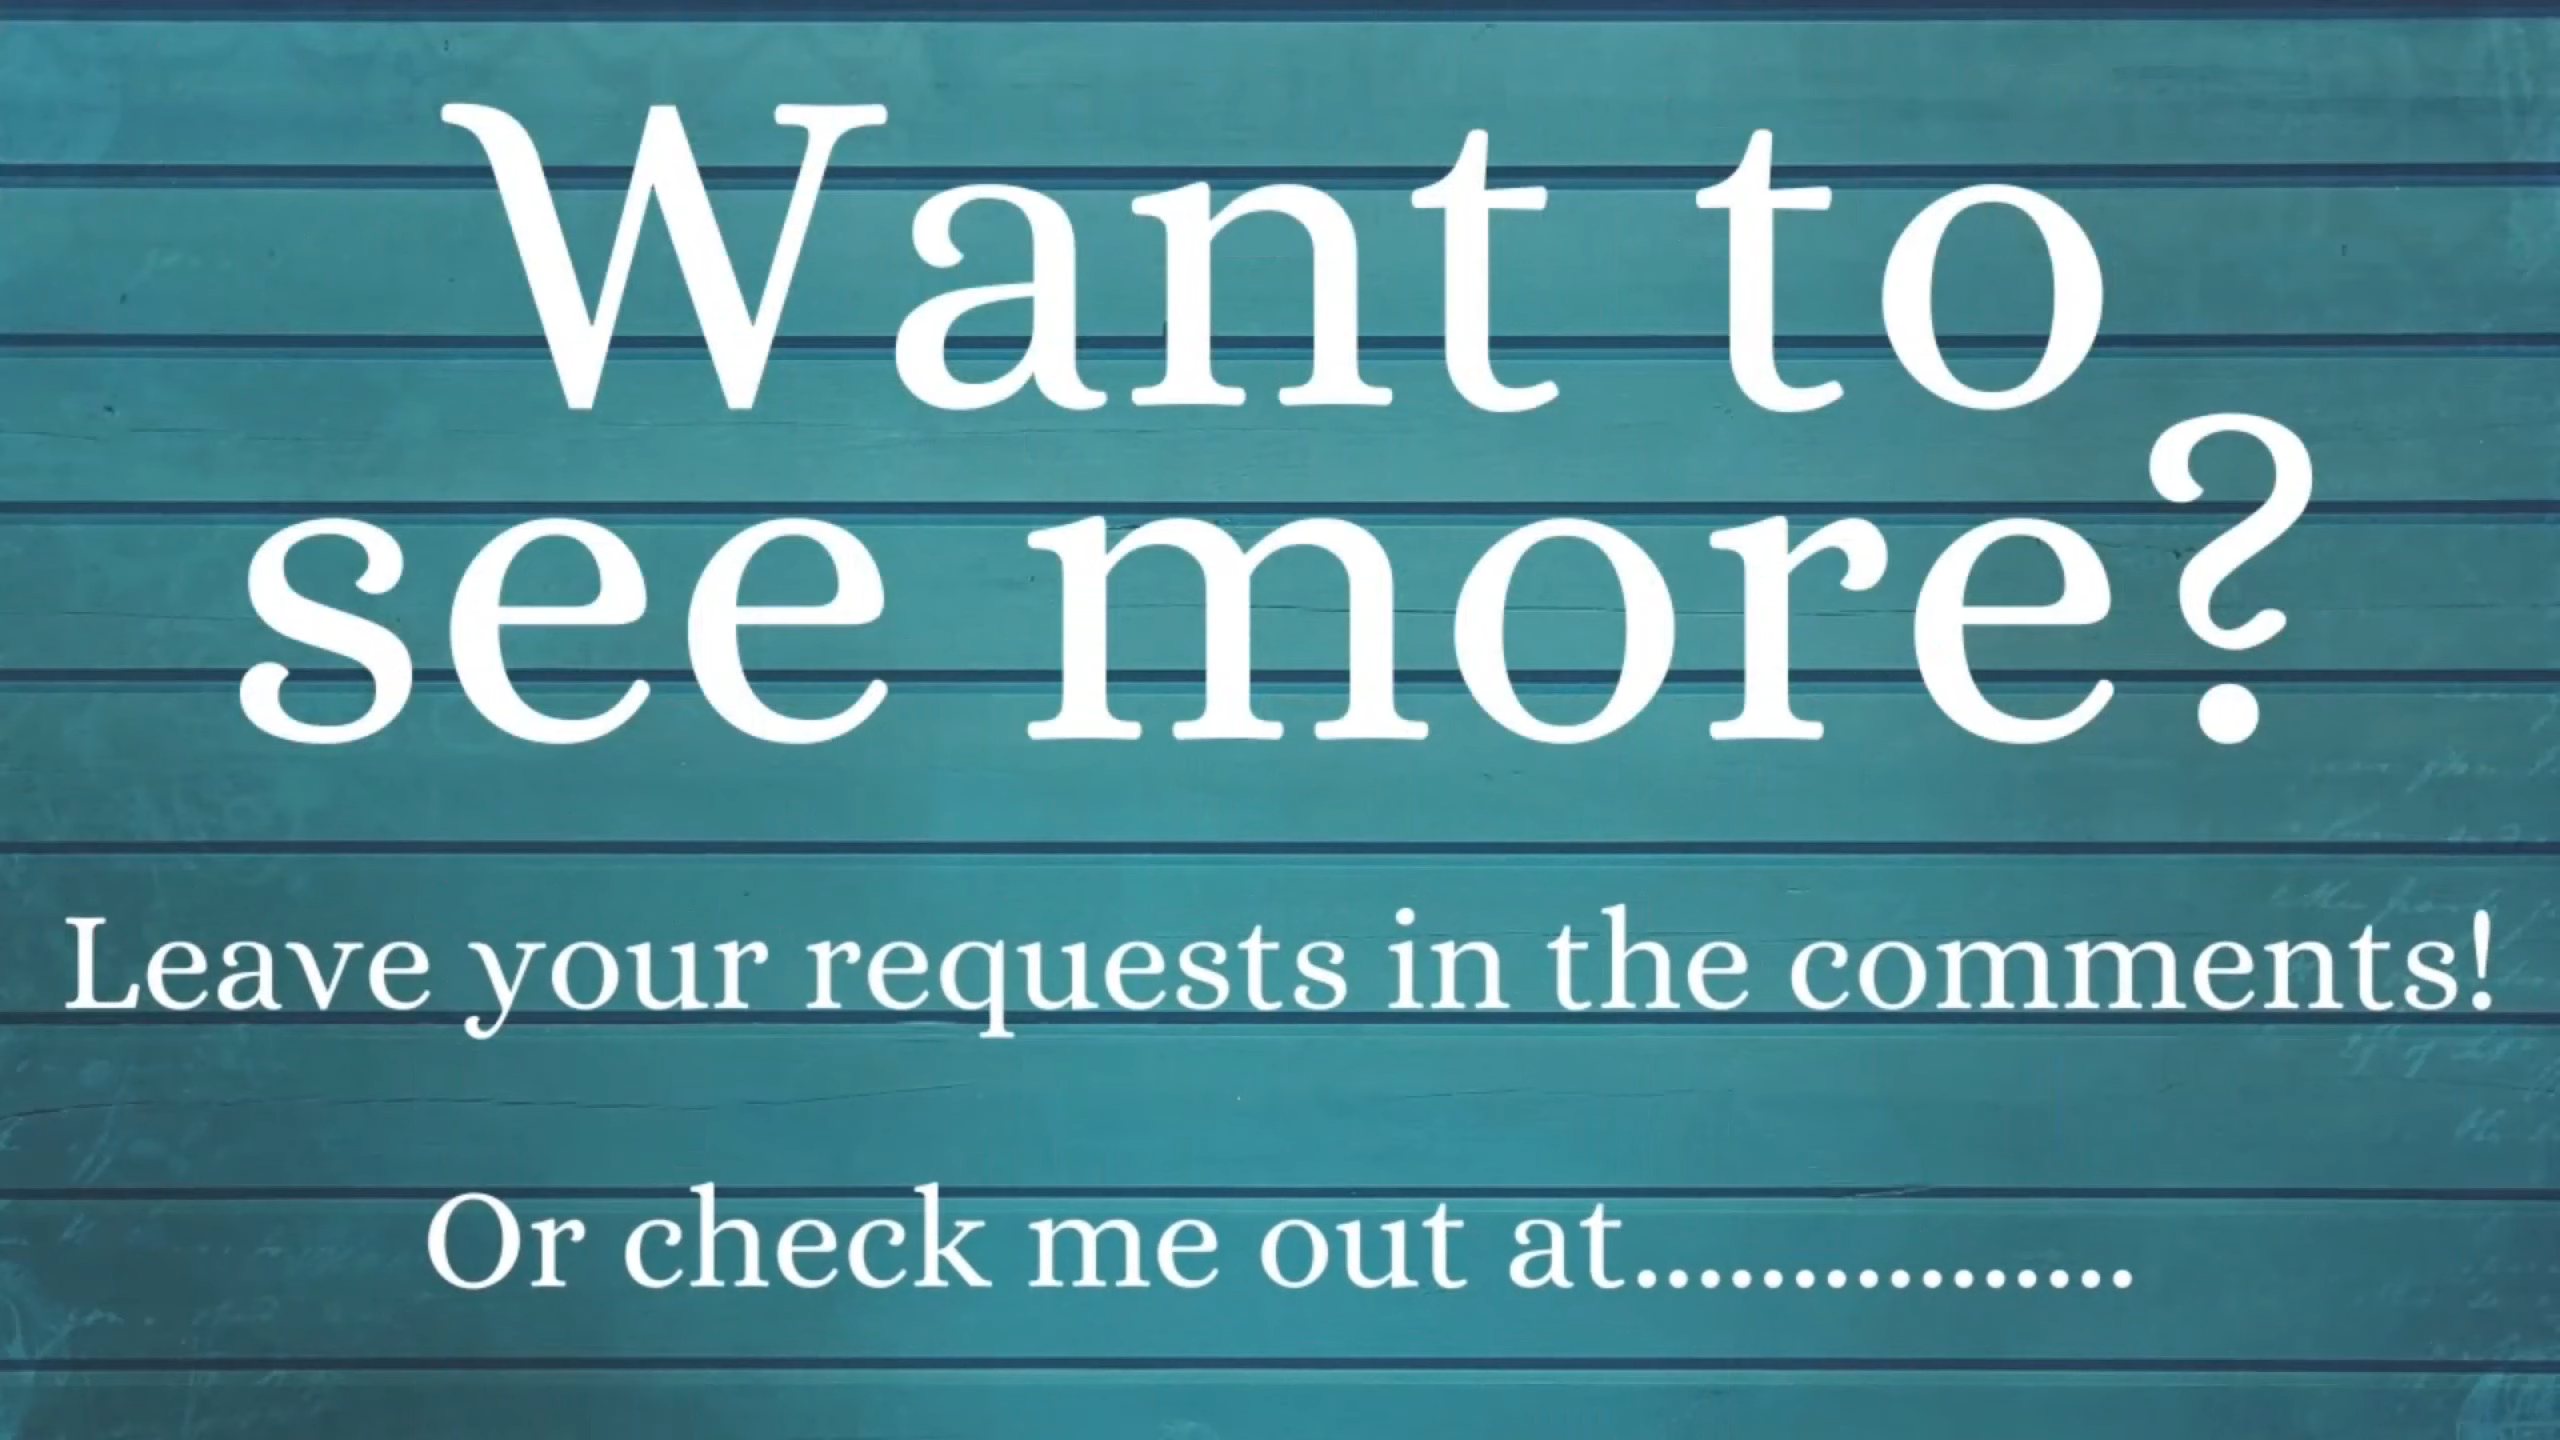 Want to
see more?
Leave your requests in the comments!
Or check me out at................